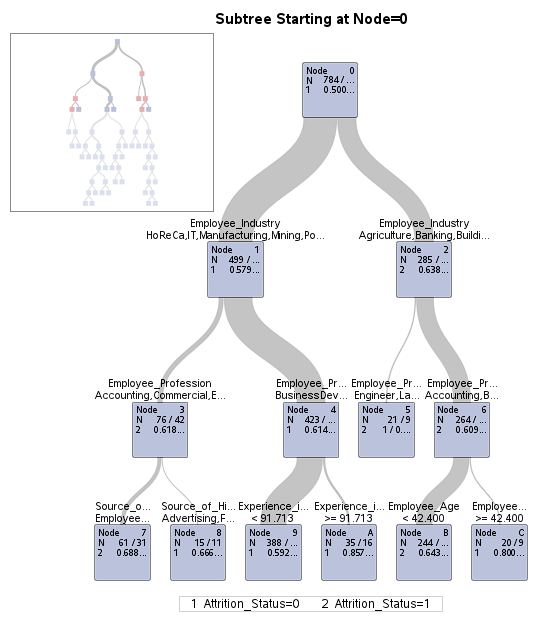 Subtree Starting at Node=0
Node 0
N 784 / ...
1 0.500...
Employee_Industry
HoReCa,IT,Manufacturing,Mining,Po...
Employee_Industry
Agriculture,Banking,Buildi...
Node 1
N 499 / ...
1 0.579...
Node 2
N 285 / ...
2 0.638...
Employee_Profession
Accounting,Commercial,E...
Employee_Pr...
BusinessDev...
Employee_Pr...
Engineer,La...
Employee_Pr...
Accounting,B...
Node 3
N 76 / 42
2 0.618...
Node 4
N 423 / ...
1 0.614...
Node 5
N 21 / 9
1 1 / 0....
Node 6
N 264 / ...
2 0.609...
Source_o...
Employee...
Source_of_Hi...
Advertising,F...
Experience_i...
< 91.713
Experience_i...
>= 91.713
Employee_Age
< 42.400
Employee...
>= 42.400
Node 7
N 61 / 31
2 0.688...
Node 8
N 15 / 11
1 0.666...
Node 9
N 388 / ...
1 0.592...
Node A
N 35 / 16
1 0.857...
Node B
N 244 / ...
2 0.643...
Node C
N 20 / 9
1 0.800...
1 Attrition_Status=0 2 Attrition_Status=1